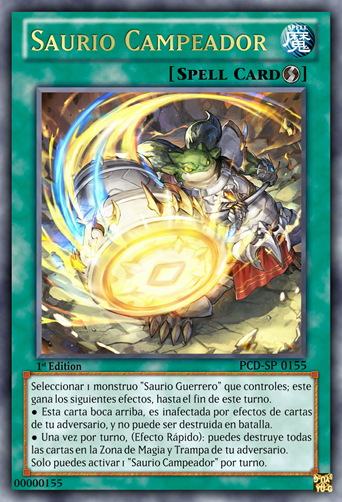 Saurio Campeador
SPELL
魔
[Spell Card]
1st Edition
PCD-SP 0155
Seleccionar 1 monstruo "Saurio Guerrero" que controles; este
gana los siguientes efectos, hasta el fin de este turno.
● Esta carta boca arriba, es inafectada por efectos de cartas
de tu adversario, y no puede ser destruida en batalla.
● Una vez por turno, (Efecto Rápido): puedes destruye todas
las cartas en la Zona de Magia y Trampa de tu adversario.
Solo puedes activar 1 "Saurio Campeador" por turno.
00000155